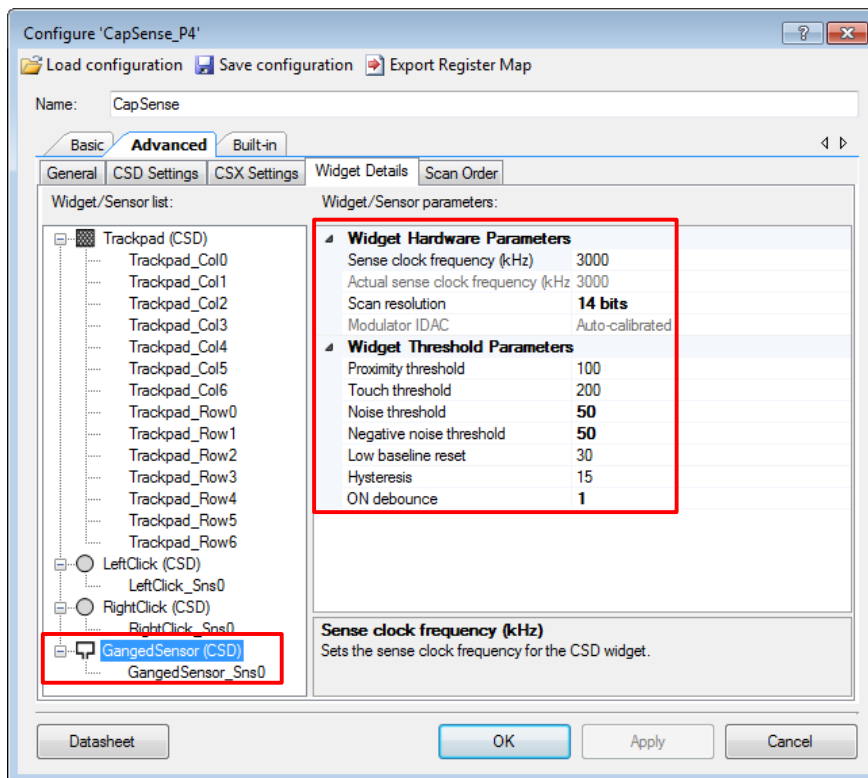 Configure 'CapSense_P4'
Load configuration Save configuration Export Register Map
Name: CapSense
Basic Advanced Built-in
General CSD Settings CSX Settings Widget Details Scan Order
Widget/Sensor list: Widget/Sensor parameters:
Trackpad (CSD)
Trackpad_Col0
Trackpad_Col1
Trackpad_Col2
Trackpad_Col3
Trackpad_Col4
Trackpad_Col5
Trackpad_Col6
Trackpad_Row0
Trackpad_Row1
Trackpad_Row2
Trackpad_Row3
Trackpad_Row4
Trackpad_Row5
Trackpad_Row6
LeftClick (CSD)
LeftClick_Sns0
RightClick (CSD)
RightClick_Sns0
GangedSensor (CSD)
GangedSensor_Sns0
Widget Hardware Parameters
Sense clock frequency (kHz) 3000
Actual sense clock frequency (kHz 3000
Scan resolution 14 bits
Modulator IDAC Auto-calibrated
Widget Threshold Parameters
Proximity threshold 100
Touch threshold 200
Noise threshold 50
Negative noise threshold 50
Low baseline reset 30
Hysteresis 15
ON debounce 1
Sense clock frequency (kHz)
Sets the sense clock frequency for the CSD widget.
Datasheet OK Apply Cancel